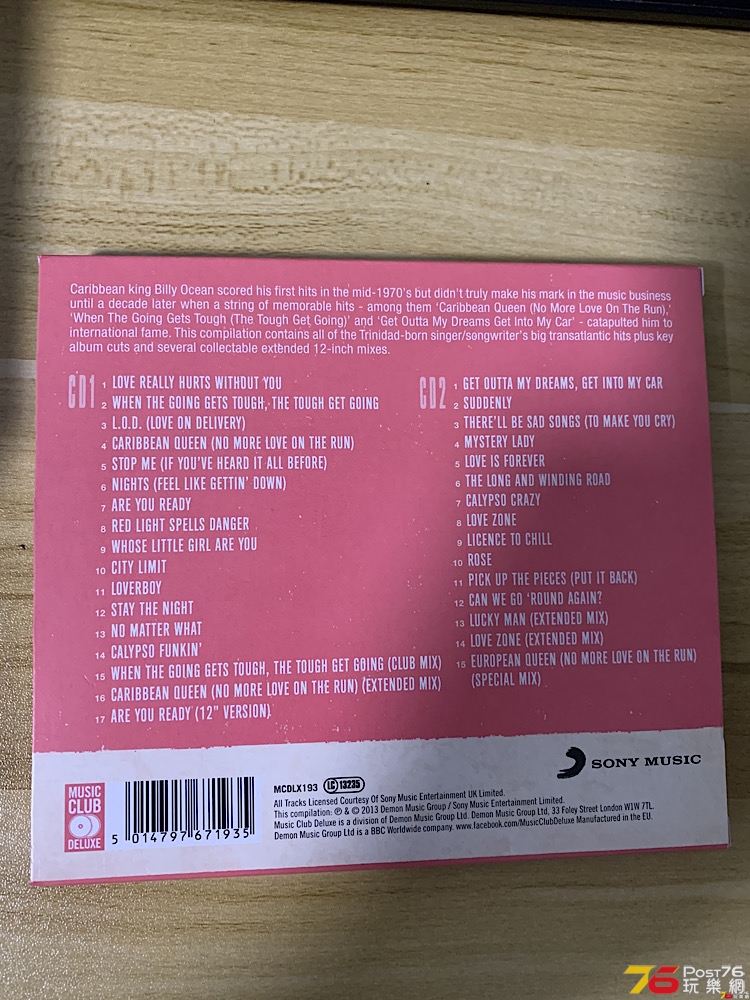 Caribbean king Billy Ocean scored his first hits in the mid-1970's but didn't truly make his mark in the music business
until a decade later when a string of memorable hits - among them 'Caribbean Queen (No More Love On The Run),'
'When The Going Gets Tough (The Tough Get Going)' and 'Get Outta My Dreams Get Into My Car' - catapulted him to
international fame. This compilation contains all of the Trinidad-born singer/songwriter's big transatlantic hits plus key
album cuts and several collectable extended 12-inch mixes.
CD1
1 LOVE REALLY HURTS WITHOUT YOU
2 WHEN THE GOING GETS TOUGH, THE TOUGH GET GOING
3 L.O.D. (LOVE ON DELIVERY)
4 CARIBBEAN QUEEN (NO MORE LOVE ON THE RUN)
5 STOP ME (IF YOU'VE HEARD IT ALL BEFORE)
6 NIGHTS (FEEL LIKE GETTIN' DOWN)
7 ARE YOU READY
8 RED LIGHT SPELLS DANGER
9 WHOSE LITTLE GIRL ARE YOU
10 CITY LIMIT
11 LOVERBOY
12 STAY THE NIGHT
13 NO MATTER WHAT
14 CALYPSO FUNKIN'
15 WHEN THE GOING GETS TOUGH, THE TOUGH GET GOING (CLUB MIX)
16 CARIBBEAN QUEEN (NO MORE LOVE ON THE RUN) (EXTENDED MIX)
17 ARE YOU READY (12" VERSION)
CD2
1 GET OUTTA MY DREAMS, GET INTO MY CAR
2 SUDDENLY
3 THERE'LL BE SAD SONGS (TO MAKE YOU CRY)
4 MYSTERY LADY
5 LOVE IS FOREVER
6 THE LONG AND WINDING ROAD
7 CALYPSO CRAZY
8 LOVE ZONE
9 LICENCE TO CHILL
10 ROSE
11 PICK UP THE PIECES (PUT IT BACK)
12 CAN WE GO 'ROUND AGAIN?
13 LUCKY MAN (EXTENDED MIX)
14 LOVE ZONE (EXTENDED MIX)
15 EUROPEAN QUEEN (NO MORE LOVE ON THE RUN)
(SPECIAL MIX)
MUSIC
CLUB
DELUXE
5 014797 671935
MCDLX193 LC 13235
All Tracks Licensed Courtesy Of Sony Music Entertainment UK Limited.
This compilation: ℗ & © 2013 Demon Music Group / Sony Music Entertainment Limited.
Music Club Deluxe is a division of Demon Music Group Ltd. Demon Music Group Ltd, 33 Foley Street London W1W 7TL.
Demon Music Group Ltd is a BBC Worldwide company. www.facebook.com/MusicClubDeluxe Manufactured in the EU.
SONY MUSIC
76 Post76
玩樂網